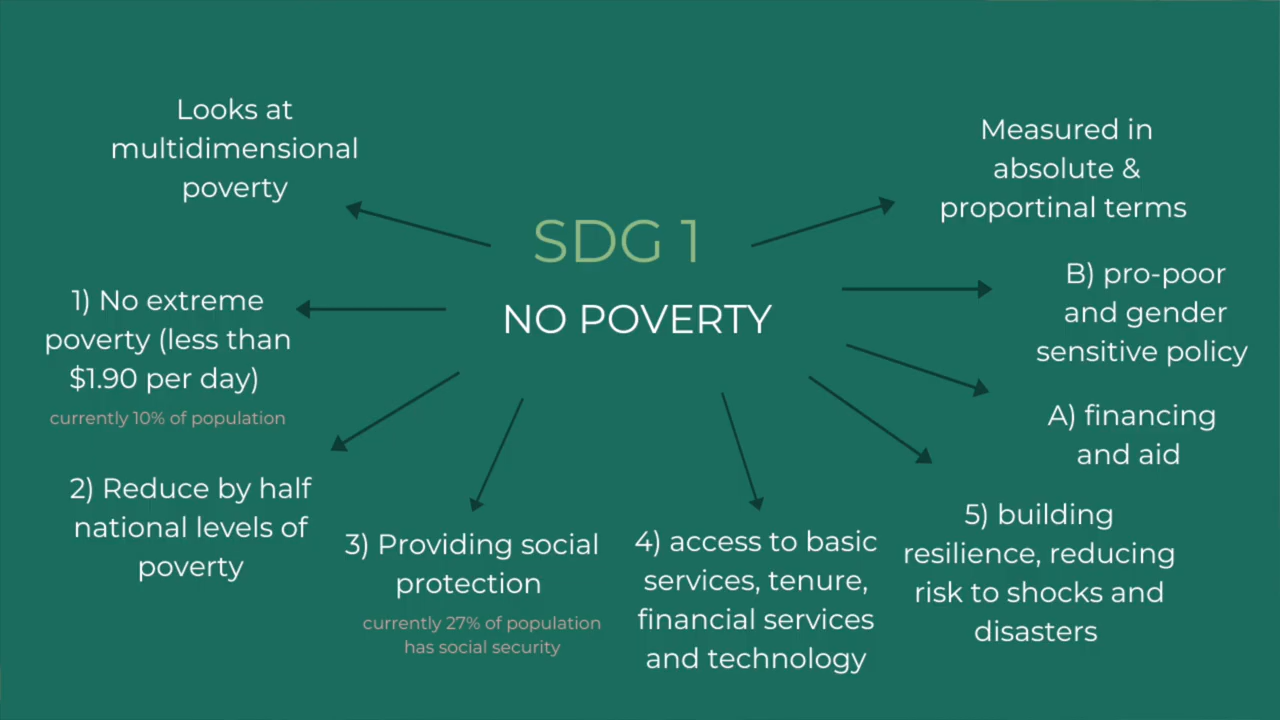 SDG 1
NO POVERTY
Looks at
multidimensional
poverty
1) No extreme
poverty (less than
$1.90 per day)
currently 10% of population
2) Reduce by half
national levels of
poverty
3) Providing social
protection
currently 27% of population
has social security
4) access to basic
services, tenure,
financial services
and technology
5) building
resilience, reducing
risk to shocks and
disasters
A) financing
and aid
B) pro-poor
and gender
sensitive policy
Measured in
absolute &
proportinal terms